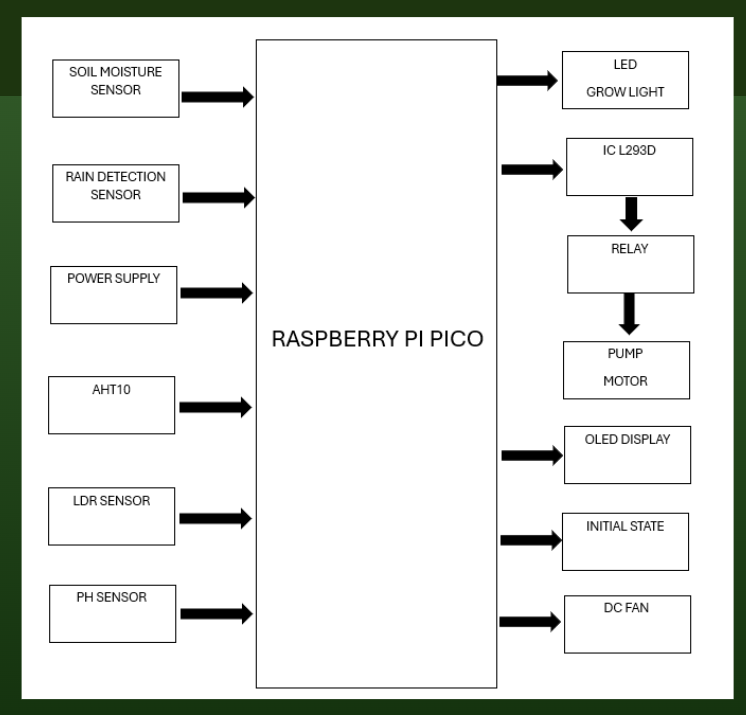 SOIL MOISTURE
SENSOR
RAIN DETECTION
SENSOR
POWER SUPPLY
AHT10
LDR SENSOR
PH SENSOR
RASPBERRY PI PICO
LED
GROW LIGHT
IC L293D
RELAY
PUMP
MOTOR
OLED DISPLAY
INITIAL STATE
DC FAN